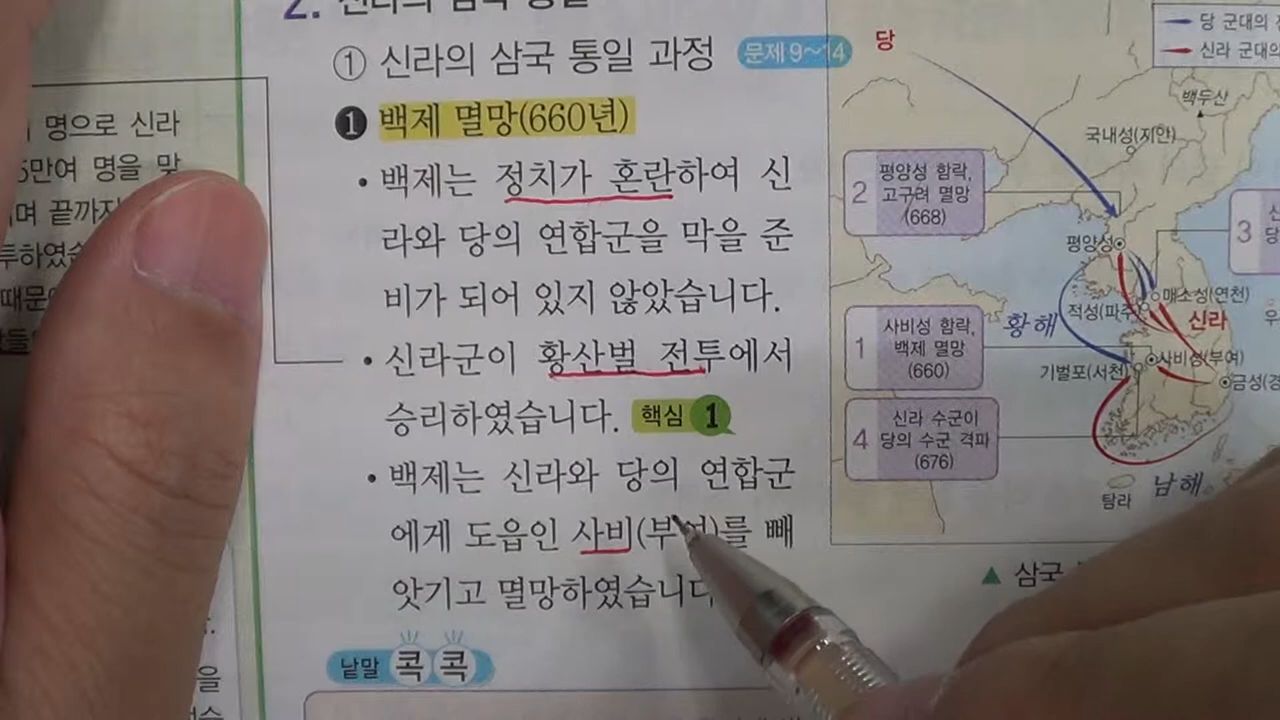 2. 신라의 삼국 통일
① 신라의 삼국 통일 과정 문제 9~14
❶ 백제 멸망(660년)
• 백제는 정치가 혼란하여 신
라와 당의 연합군을 막을 준
비가 되어 있지 않았습니다.
• 신라군이 황산벌 전투에서
승리하였습니다. 핵심 1
• 백제는 신라와 당의 연합군
에게 도읍인 사비(부여)를 빼
앗기고 멸망하였습니다
낱말 콕콕
명으로 신라
5만여 명을 맞
며 끝까지
투하였습
때문
을
당 군대의
신라 군대의
당
백두산
국내성(지안)
2 평양성 함락,
고구려 멸망
(668)
3
평양성
매소성(연천)
적성(파주)
신라
황해
1 사비성 함락,
백제 멸망
(660)
사비성(부여)
기벌포(서천)
금성(경
4 신라 수군이
당의 수군 격파
(676)
탐라
남해
▲ 삼국